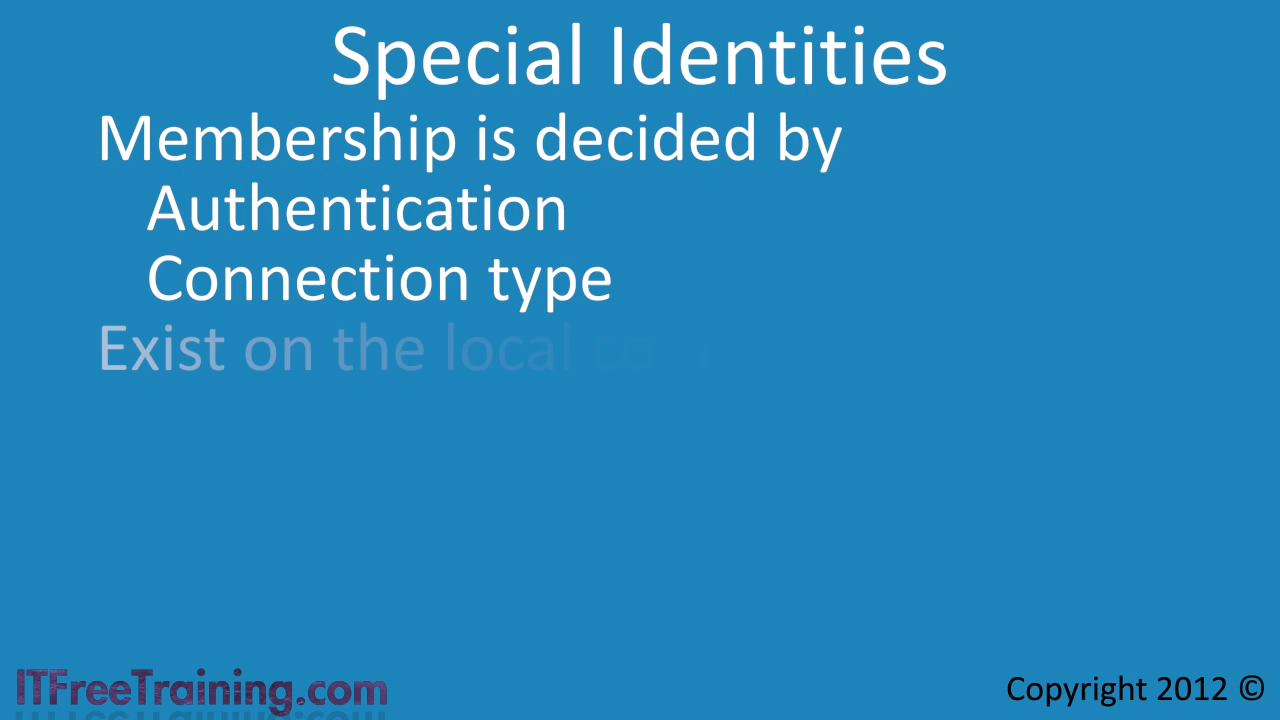 Special Identities
Membership is decided by
Authentication
Connection type
Exist on the local
ITFreeTraining.com
Copyright 2012 ©